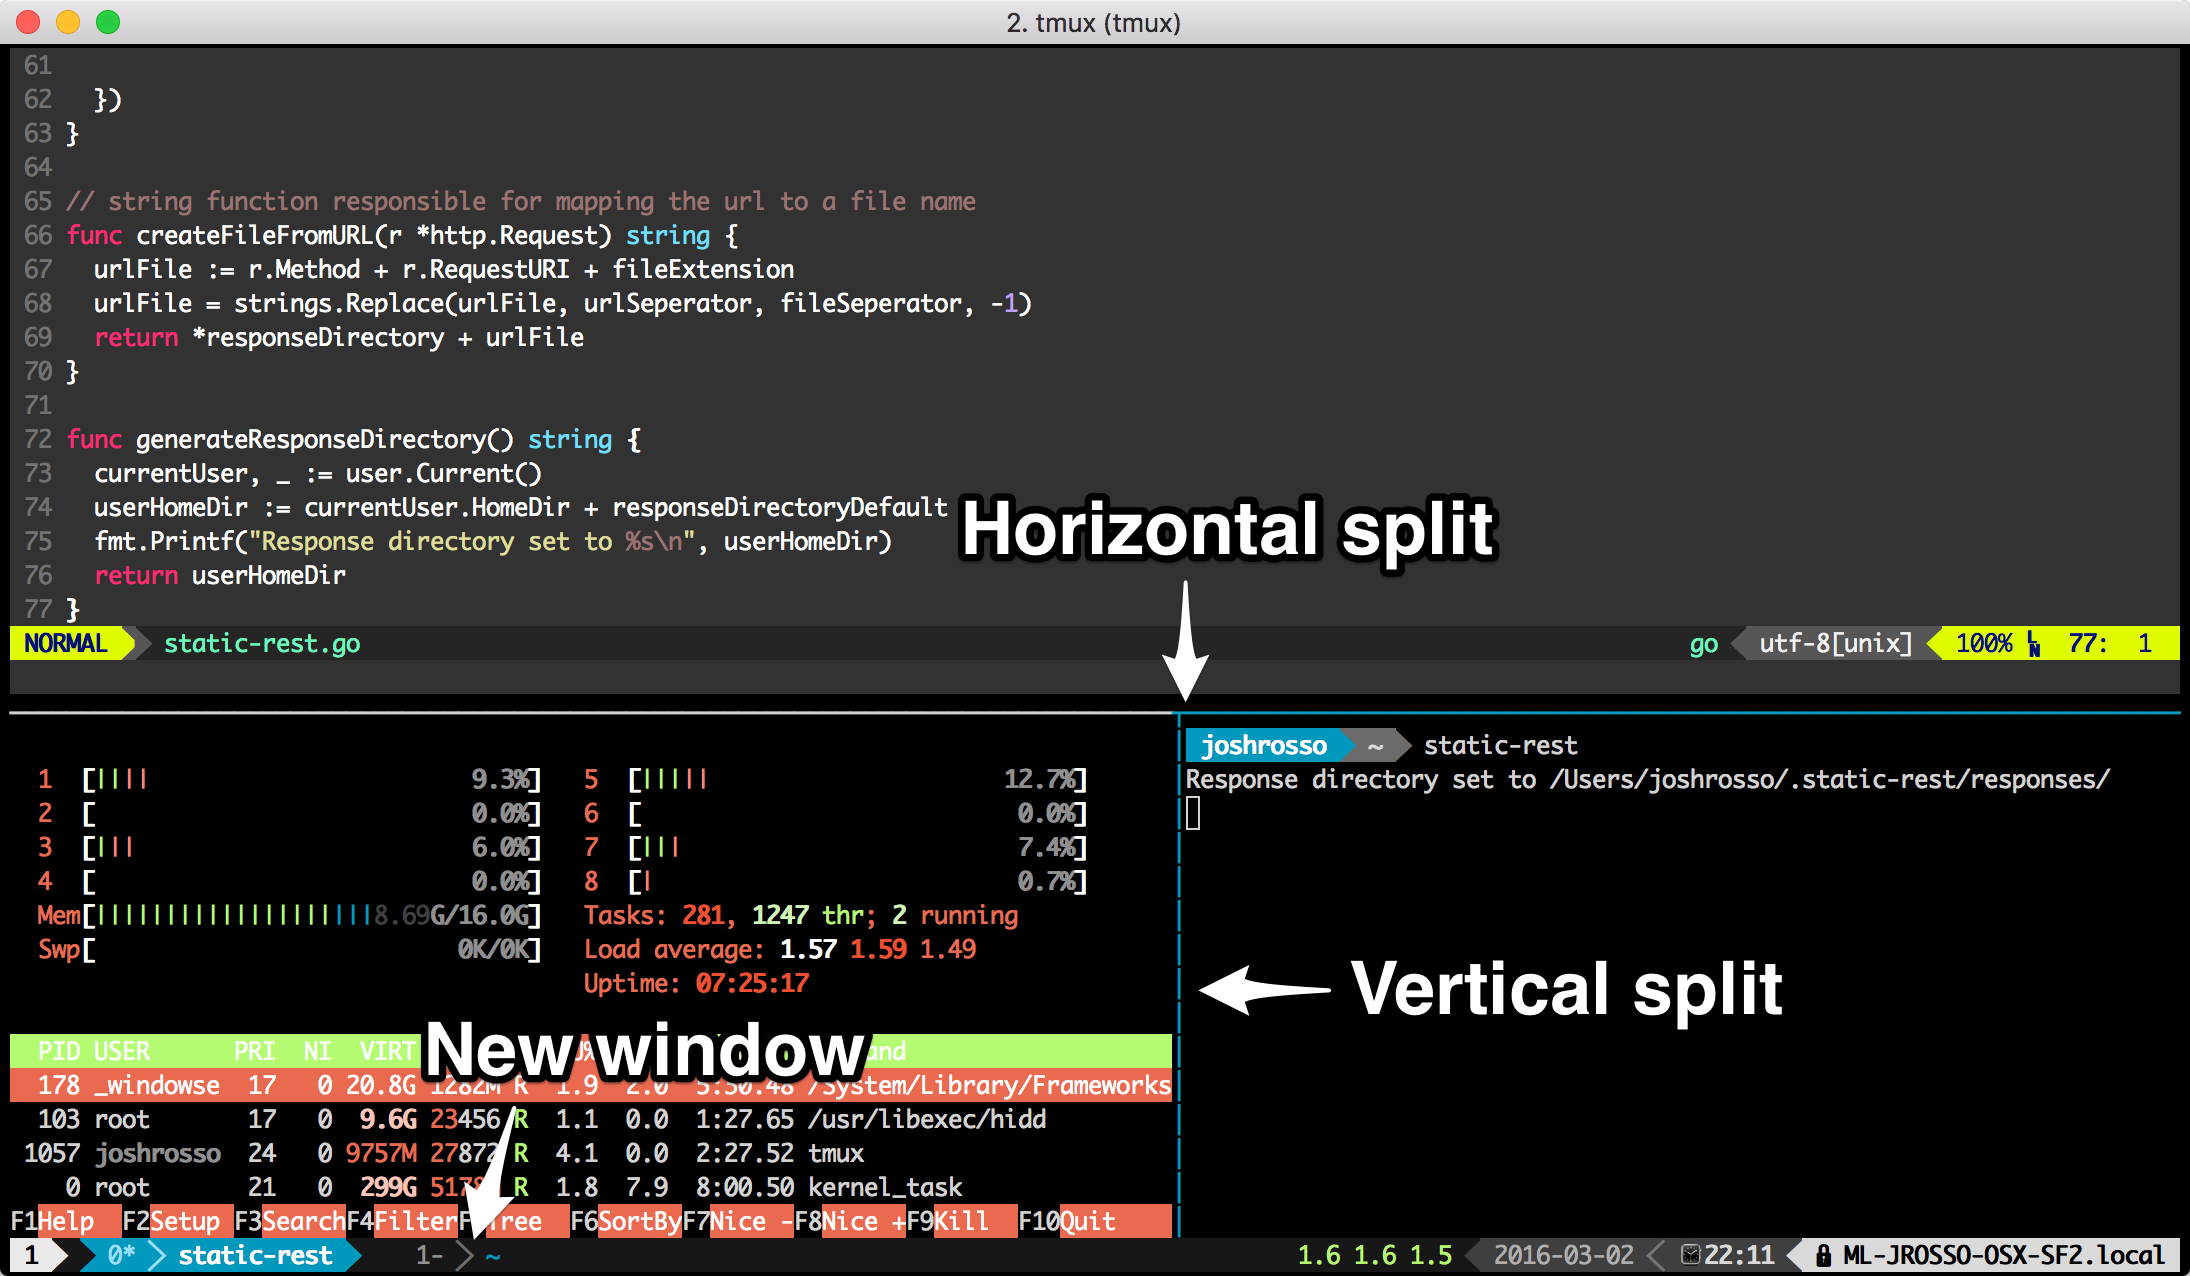 2. tmux (tmux)
61
62   })
63 }
64
65 // string function responsible for mapping the url to a file name
66 func createFileFromURL(r *http.Request) string {
67   urlFile := r.Method + r.RequestURI + fileExtension
68   urlFile = strings.Replace(urlFile, urlSeperator, fileSeperator, -1)
69   return *responseDirectory + urlFile
70 }
71
72 func generateResponseDirectory() string {
73   currentUser, _ := user.Current()
74   userHomeDir := currentUser.HomeDir + responseDirectoryDefault
75   fmt.Printf("Response directory set to %s\n", userHomeDir)
76   return userHomeDir
77 }
Horizontal split
NORMAL static-rest.go go utf-8[unix] 100% LN 77: 1
1 [|||| 9.3%] 5 [|||||| 12.7%]
2 [ 0.0%] 6 [ 0.0%]
3 [||| 6.0%] 7 [|||| 7.4%]
4 [ 0.0%] 8 [| 0.7%]
Mem[||||||||||||||||||||8.69G/16.0G] Tasks: 281, 1247 thr; 2 running
Swp[ 0K/0K] Load average: 1.57 1.59 1.49
Uptime: 07:25:17
joshrosso ~ static-rest
Response directory set to /Users/joshrosso/.static-rest/responses/
Vertical split
New window
PID USER PRI NI VIRT
178 _windowse 17 0 20.8G 1282M R 1.9 2.0 5:50.48 /System/Library/Frameworks
103 root 17 0 9.6G 23456 R 1.1 0.0 1:27.65 /usr/libexec/hidd
1057 joshrosso 24 0 9757M 27872 R 4.1 0.0 2:27.52 tmux
0 root 21 0 299G R 1.8 7.9 8:00.50 kernel_task
F1Help F2Setup F3SearchF4Filter Tree F6SortByF7Nice -F8Nice +F9Kill F10Quit
1 0* static-rest 1- ~ 1.6 1.6 1.5 2016-03-02 22:11 ML-JROSSO-OSX-SF2.local